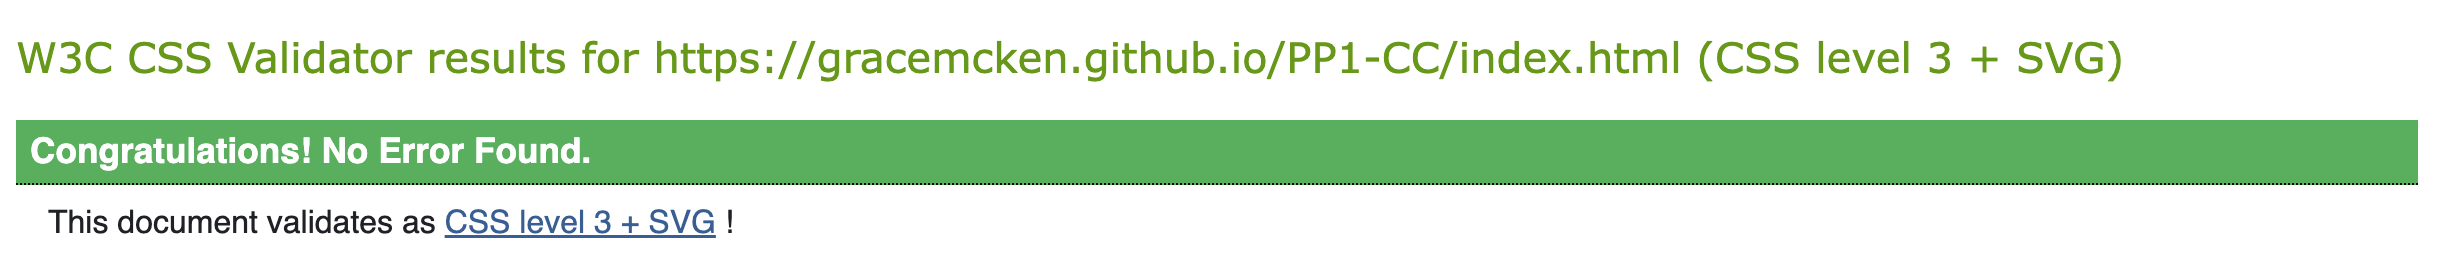 W3C CSS Validator results for https://gracemcken.github.io/PP1-CC/index.html (CSS level 3 + SVG)
Congratulations! No Error Found.
This document validates as CSS level 3 + SVG !